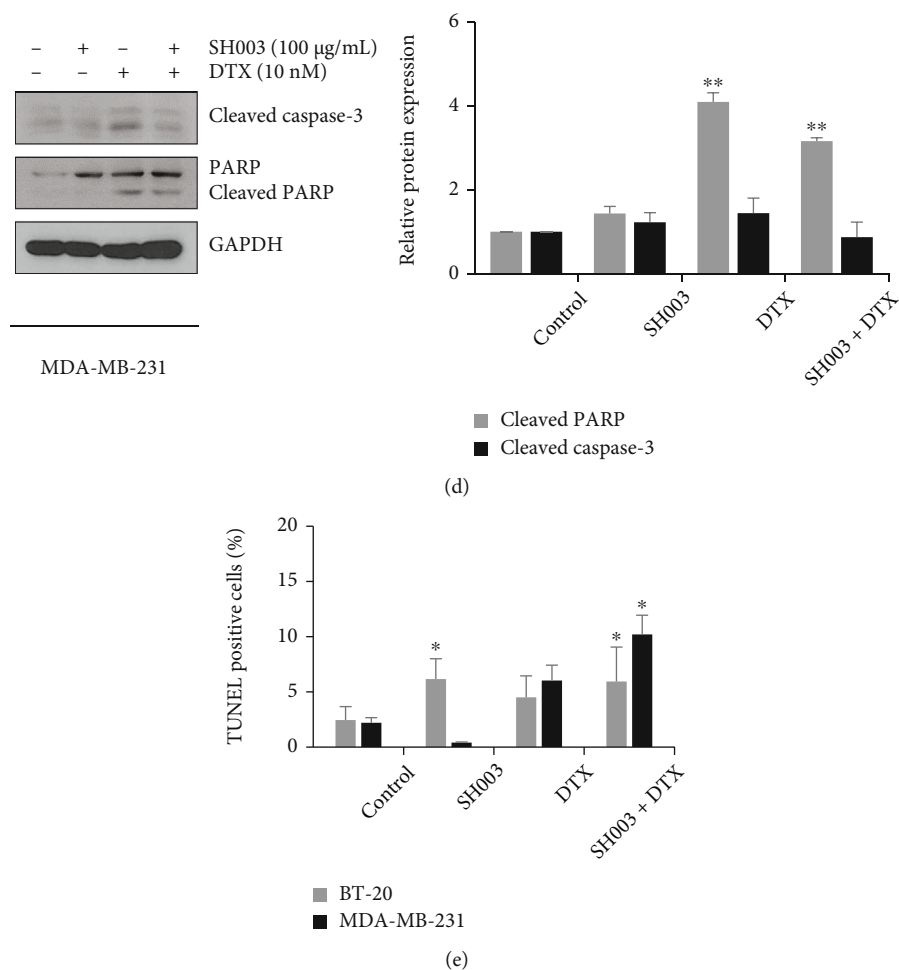 – + – + SH003 (100 μg/mL)
– – + + DTX (10 nM)
Cleaved caspase-3
PARP
Cleaved PARP
GAPDH
MDA-MB-231
Relative protein expression
6
4
2
0
** **
Control SH003 DTX SH003 + DTX
Cleaved PARP
Cleaved caspase-3
(d)
TUNEL positive cells (%)
20
15
10
5
0
* * *
Control SH003 DTX SH003 + DTX
BT-20
MDA-MB-231
(e)